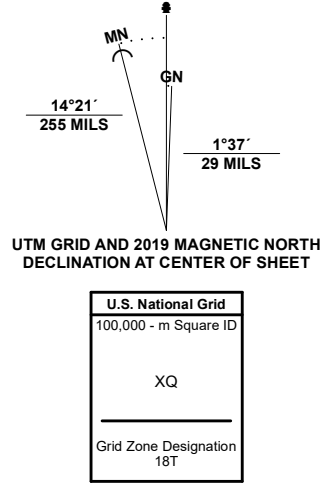 MN
GN
14°21´
255 MILS
1°37´
29 MILS
UTM GRID AND 2019 MAGNETIC NORTH
DECLINATION AT CENTER OF SHEET
U.S. National Grid
100,000 - m Square ID
XQ
Grid Zone Designation
18T